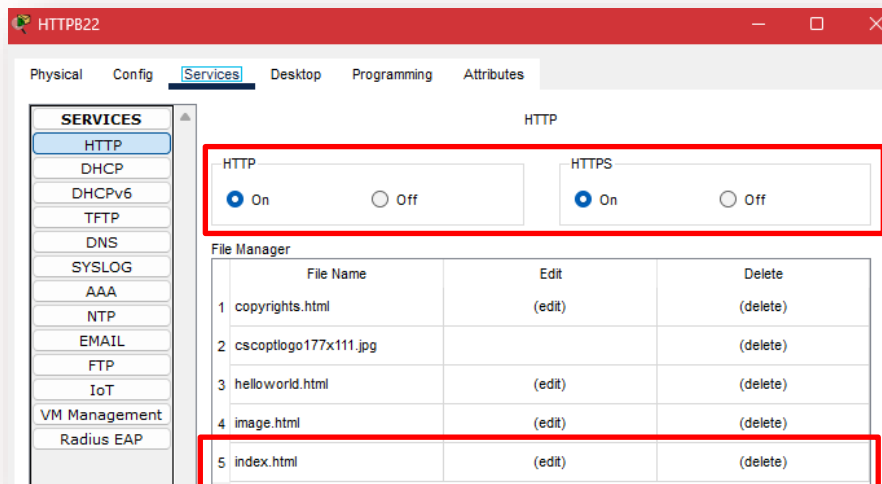 HTTPB22
Physical Config Services Desktop Programming Attributes
SERVICES
HTTP
DHCP
DHCPv6
TFTP
DNS
SYSLOG
AAA
NTP
EMAIL
FTP
IoT
VM Management
Radius EAP
HTTP
HTTP HTTPS
On Off On Off
File Manager
File Name Edit Delete
1 copyrights.html (edit) (delete)
2 cscoptlogo177x111.jpg (delete)
3 helloworld.html (edit) (delete)
4 image.html (edit) (delete)
5 index.html (edit) (delete)